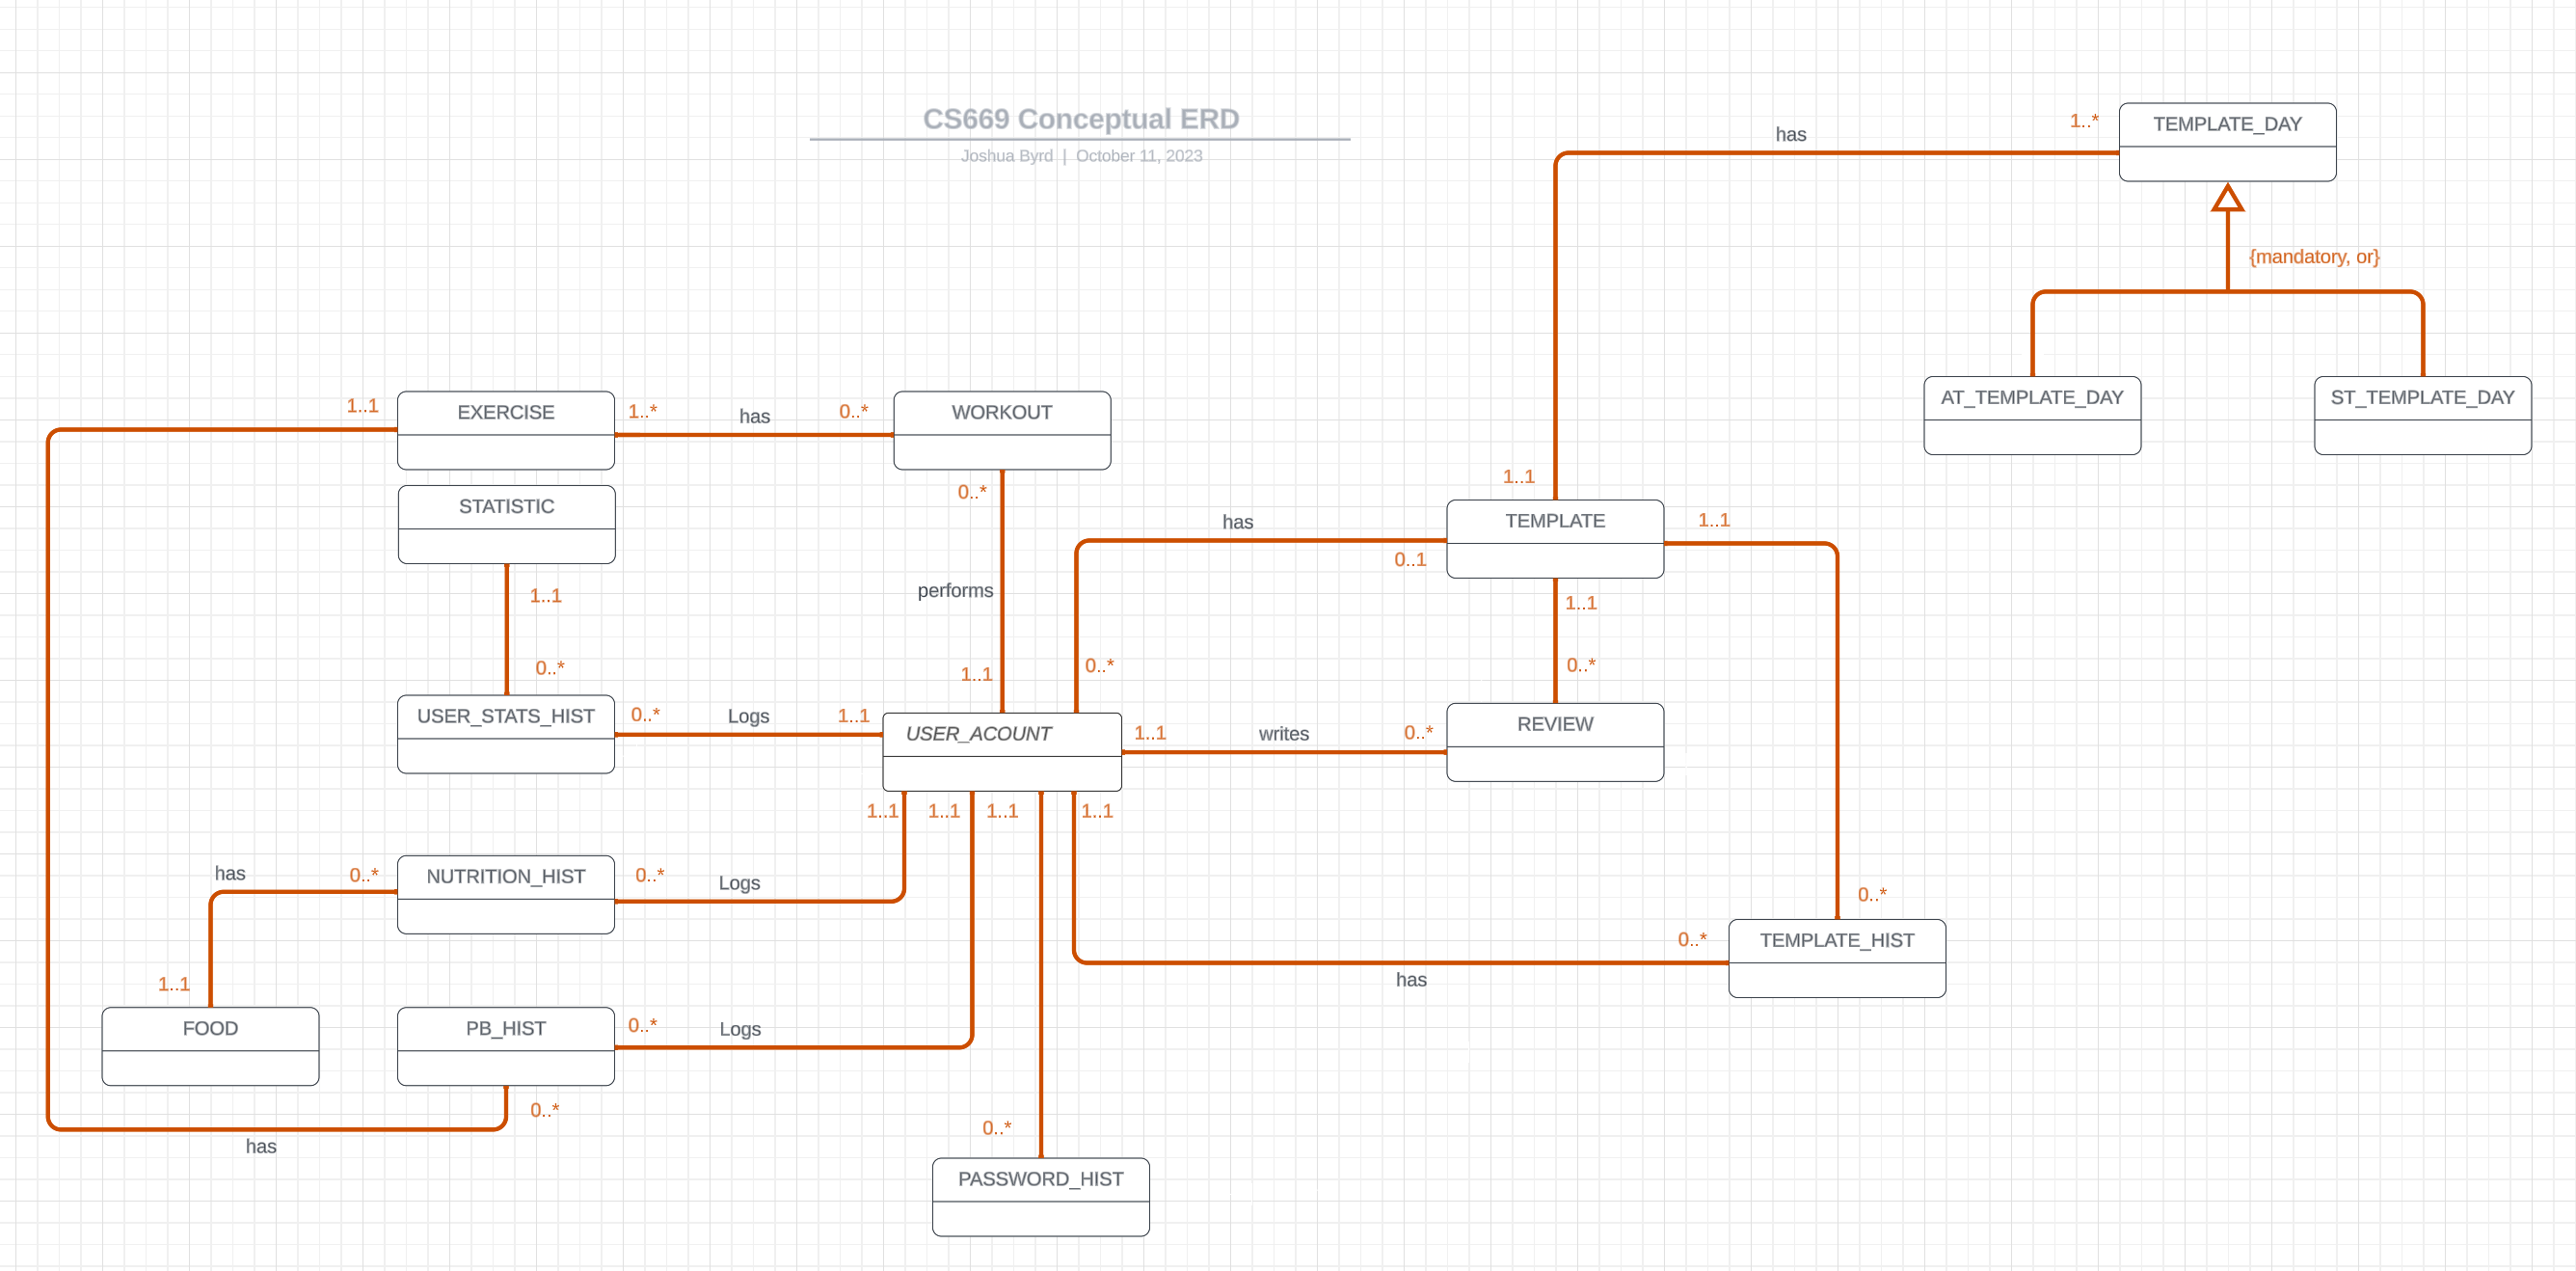 CS669 Conceptual ERD
Joshua Byrd | October 11, 2023
1..*
TEMPLATE_DAY
has
{mandatory, or}
AT_TEMPLATE_DAY
ST_TEMPLATE_DAY
1..1
EXERCISE
1..*
has
0..*
WORKOUT
STATISTIC
0..*
1..1
TEMPLATE
1..1
has
0..1
1..1
performs
1..1
0..*
0..*
1..1
0..*
USER_STATS_HIST
0..*
Logs
1..1
USER_ACOUNT
1..1
writes
0..*
REVIEW
1..1
1..1
1..1
1..1
has
0..*
NUTRITION_HIST
0..*
Logs
0..*
0..*
TEMPLATE_HIST
has
1..1
FOOD
PB_HIST
0..*
Logs
0..*
has
0..*
PASSWORD_HIST